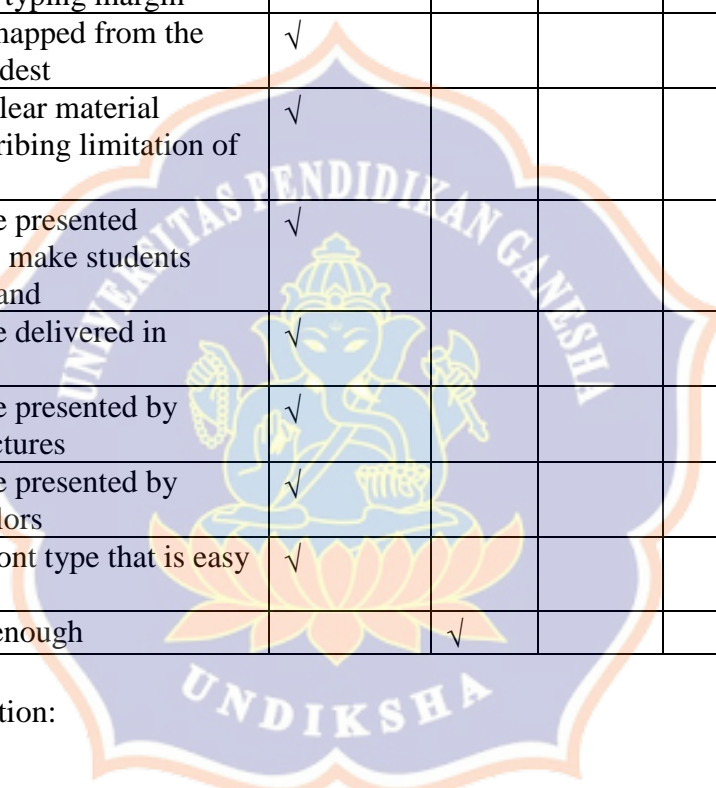 typing margin
napped from the √
dest
lear material √
ribing limitation of
e presented √
make students
and
e delivered in √
e presented by √
ctures
e presented by √
lors
ont type that is easy √
enough √
tion:
UNIVERSITAS PENDIDIKAN GANESHA
UNDIKSHA